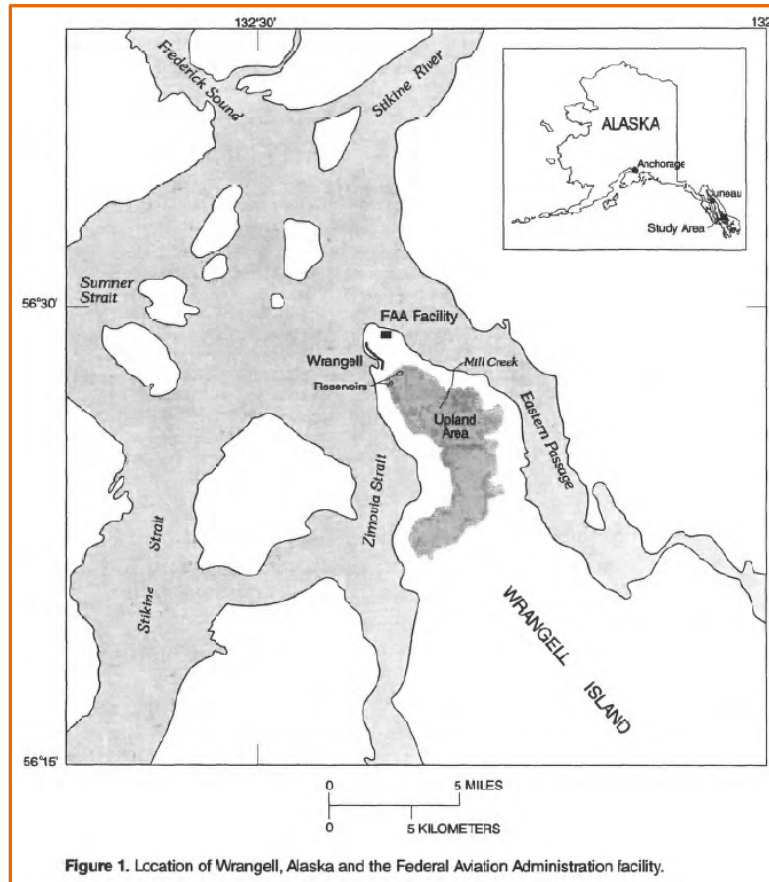 132°30'
132
Frederick Sound
Stikine River
ALASKA
Anchorage
Juneau
Study Area
Sumner
Strait
56°30'
FAA Facility
Wrangell
Mill Creek
Reservoirs
Upland
Area
Eastern Passage
Zimovia Strait
Stikine Strait
WRANGELL ISLAND
56°15'
0 5 MILES
0 5 KILOMETERS
Figure 1. Location of Wrangell, Alaska and the Federal Aviation Administration facility.